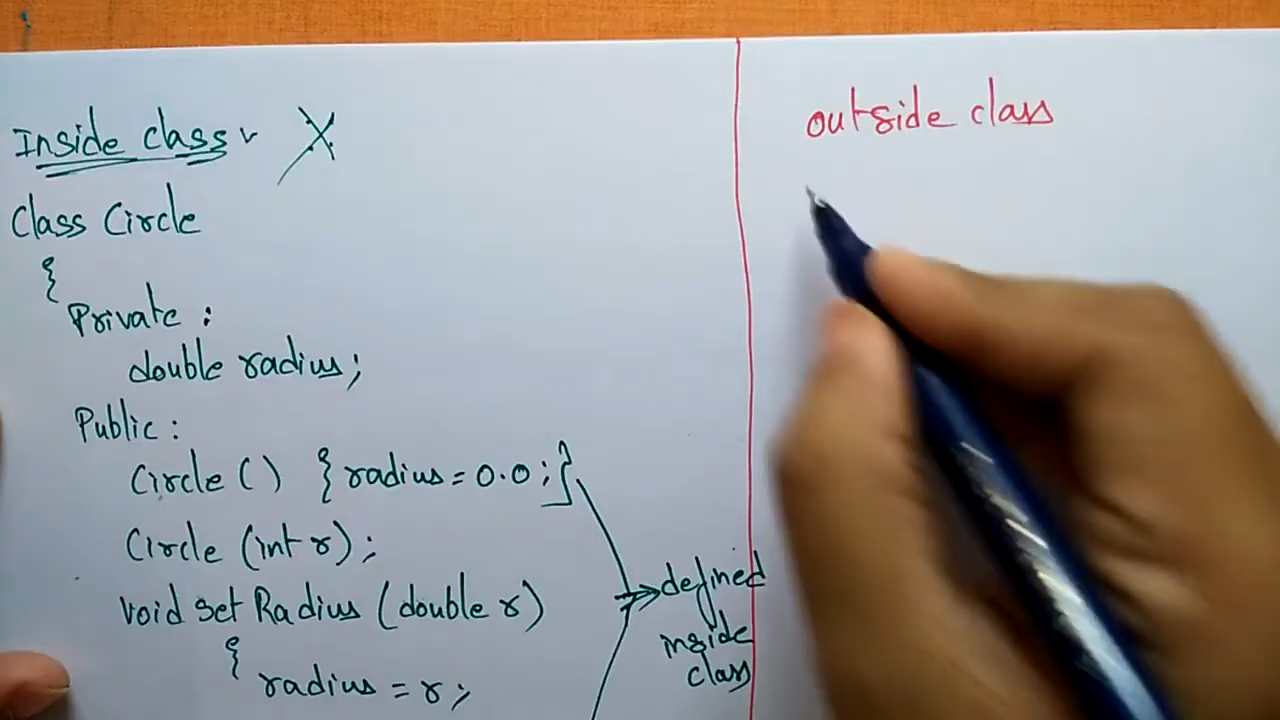 Inside class
Class Circle
{
Private :
double radius;
Public :
Circle () { radius = 0.0 ; }
Circle (int r) ;
void set Radius (double r)
{
radius = r ;
defined
inside
class
outside class